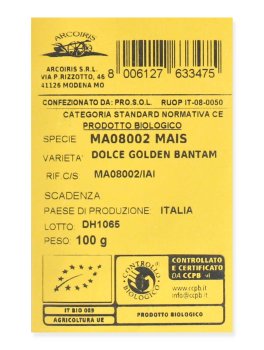 ARCOIRIS
ARCOIRIS S.R.L.
VIA P.RIZZOTTO, 46
41126 MODENA MO
8 006127 633475
CONFEZIONATO DA: PRO.S.O.L. RUOP IT-08-0050
CATEGORIA STANDARD NORMATIVA CE
PRODOTTO BIOLOGICO
SPECIE MA08002 MAIS
VARIETA' DOLCE GOLDEN BANTAM
RIF.C/S MA08002/IAI
SCADENZA
PAESE DI PRODUZIONE: ITALIA
LOTTO: DH1065
PESO: 100 g
CONTROLLO BIOLOGICO
CONTROLLATO
E CERTIFICATO
DA CCPB
www.ccpb.it
info@ccpb.it
IT BIO 009
AGRICOLTURA UE
PRODOTTO BIOLOGICO